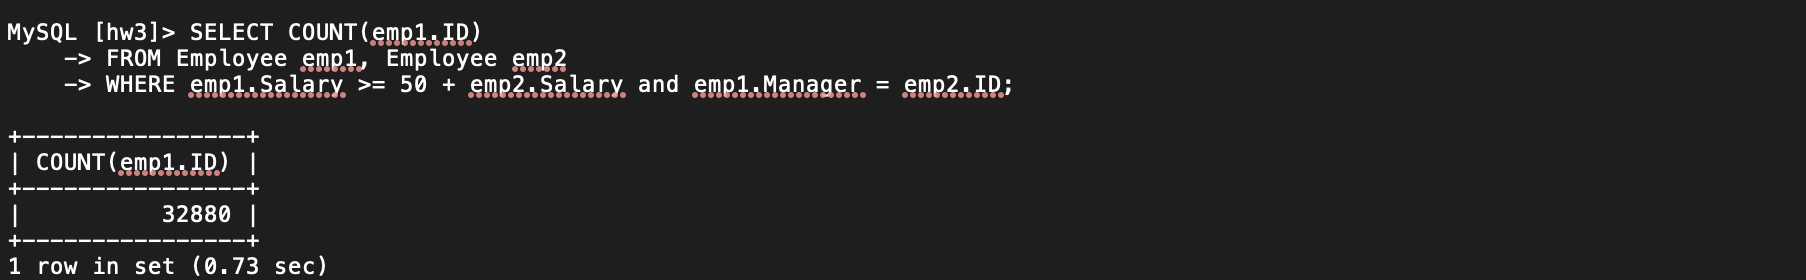 MySQL [hw3]> SELECT COUNT(emp1.ID)
    -> FROM Employee emp1, Employee emp2
    -> WHERE emp1.Salary >= 50 + emp2.Salary and emp1.Manager = emp2.ID;
+----------------+
| COUNT(emp1.ID) |
+----------------+
|          32880 |
+----------------+
1 row in set (0.73 sec)